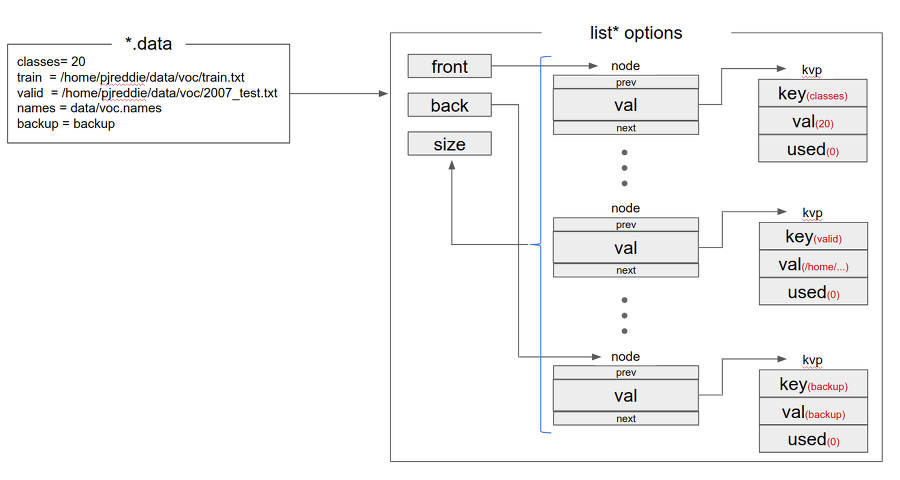 *.data
classes= 20
train = /home/pjreddie/data/voc/train.txt
valid = /home/pjreddie/data/voc/2007_test.txt
names = data/voc.names
backup = backup
list* options
front
back
size
node
prev
val
next
kvp
key(classes)
val(20)
used(0)
node
prev
val
next
kvp
key(valid)
val(/home/...)
used(0)
node
prev
val
next
kvp
key(backup)
val(backup)
used(0)